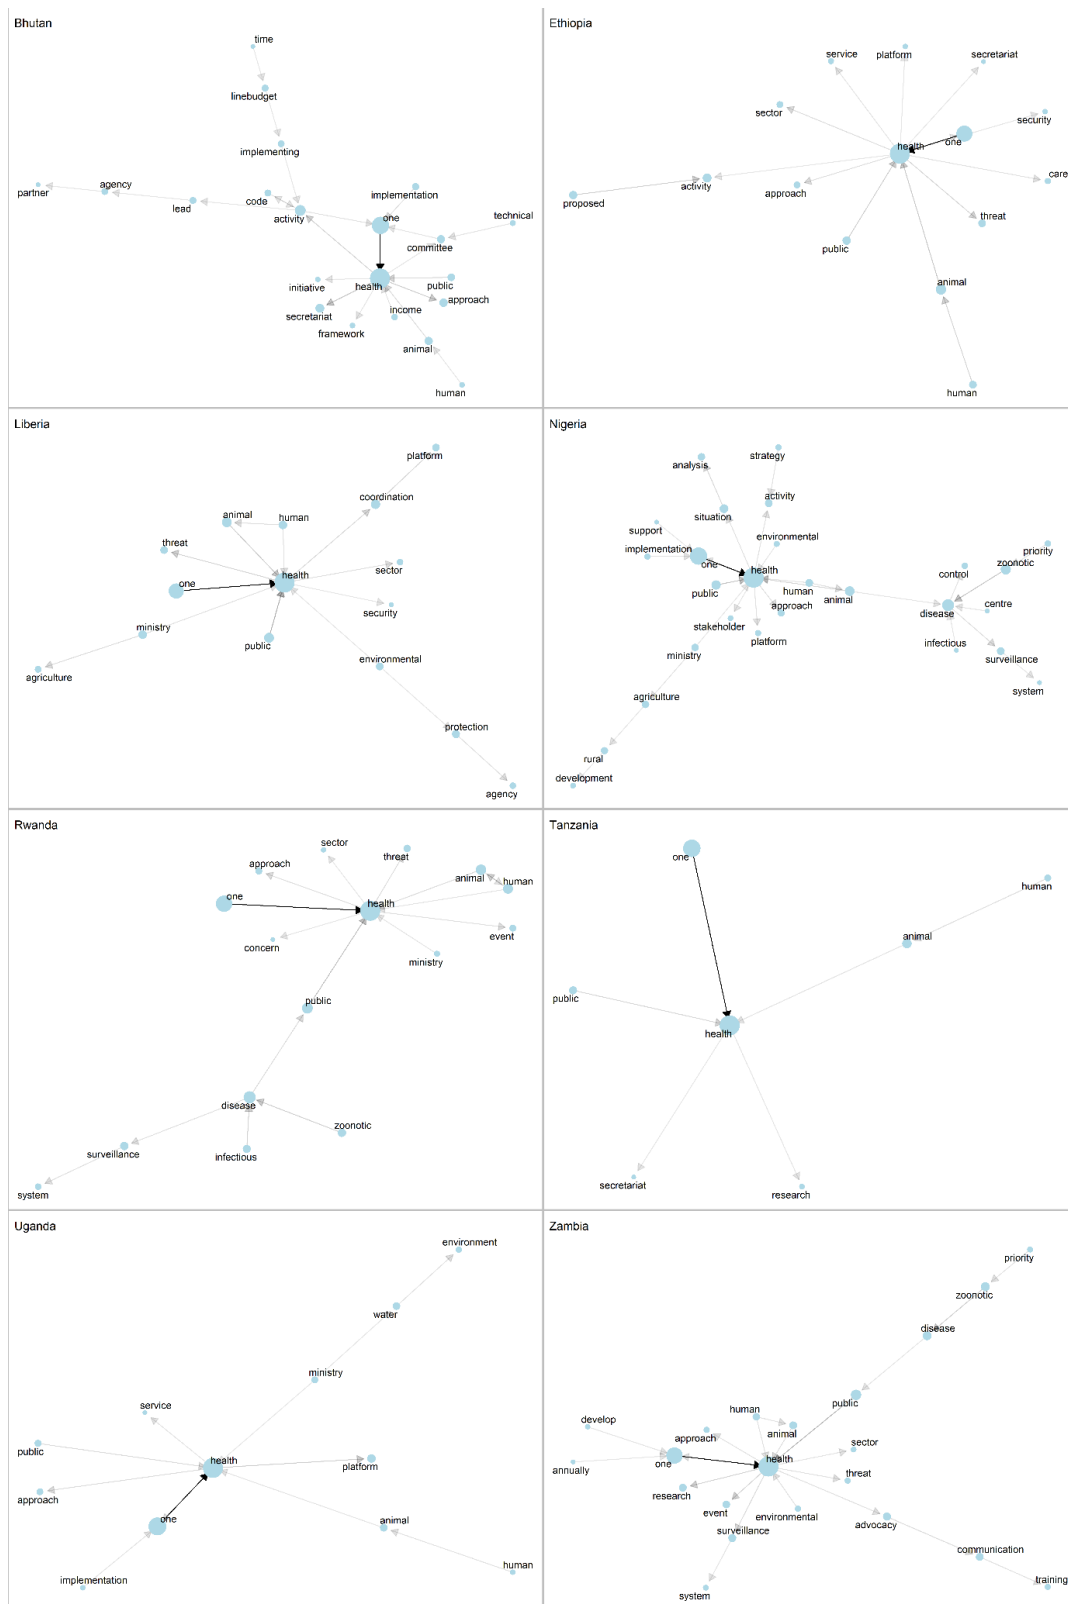 Bhutan
time
linebudget
implementing
partner
agency
lead
code
activity
implementation
one
technical
committee
initiative
health
public
approach
secretariat
income
framework
animal
human
Ethiopia
service
platform
secretariat
sector
security
health
one
activity
approach
care
proposed
threat
public
animal
human
Liberia
platform
coordination
animal
human
threat
one
health
sector
security
ministry
public
agriculture
environmental
protection
agency
Nigeria
analysis
strategy
activity
situation
support
environmental
implementation
one
health
priority
zoonotic
control
public
human
animal
approach
centre
disease
stakeholder
platform
infectious
surveillance
ministry
system
agriculture
rural
development
Rwanda
sector
approach
threat
animal
human
one
health
event
concern
ministry
public
disease
zoonotic
surveillance
infectious
system
Tanzania
one
human
animal
public
health
secretariat
research
Uganda
environment
water
ministry
service
public
health
platform
approach
one
animal
implementation
human
Zambia
priority
zoonotic
disease
public
human
develop
approach
animal
sector
one
health
annually
threat
research
event
environmental
advocacy
surveillance
communication
system
training